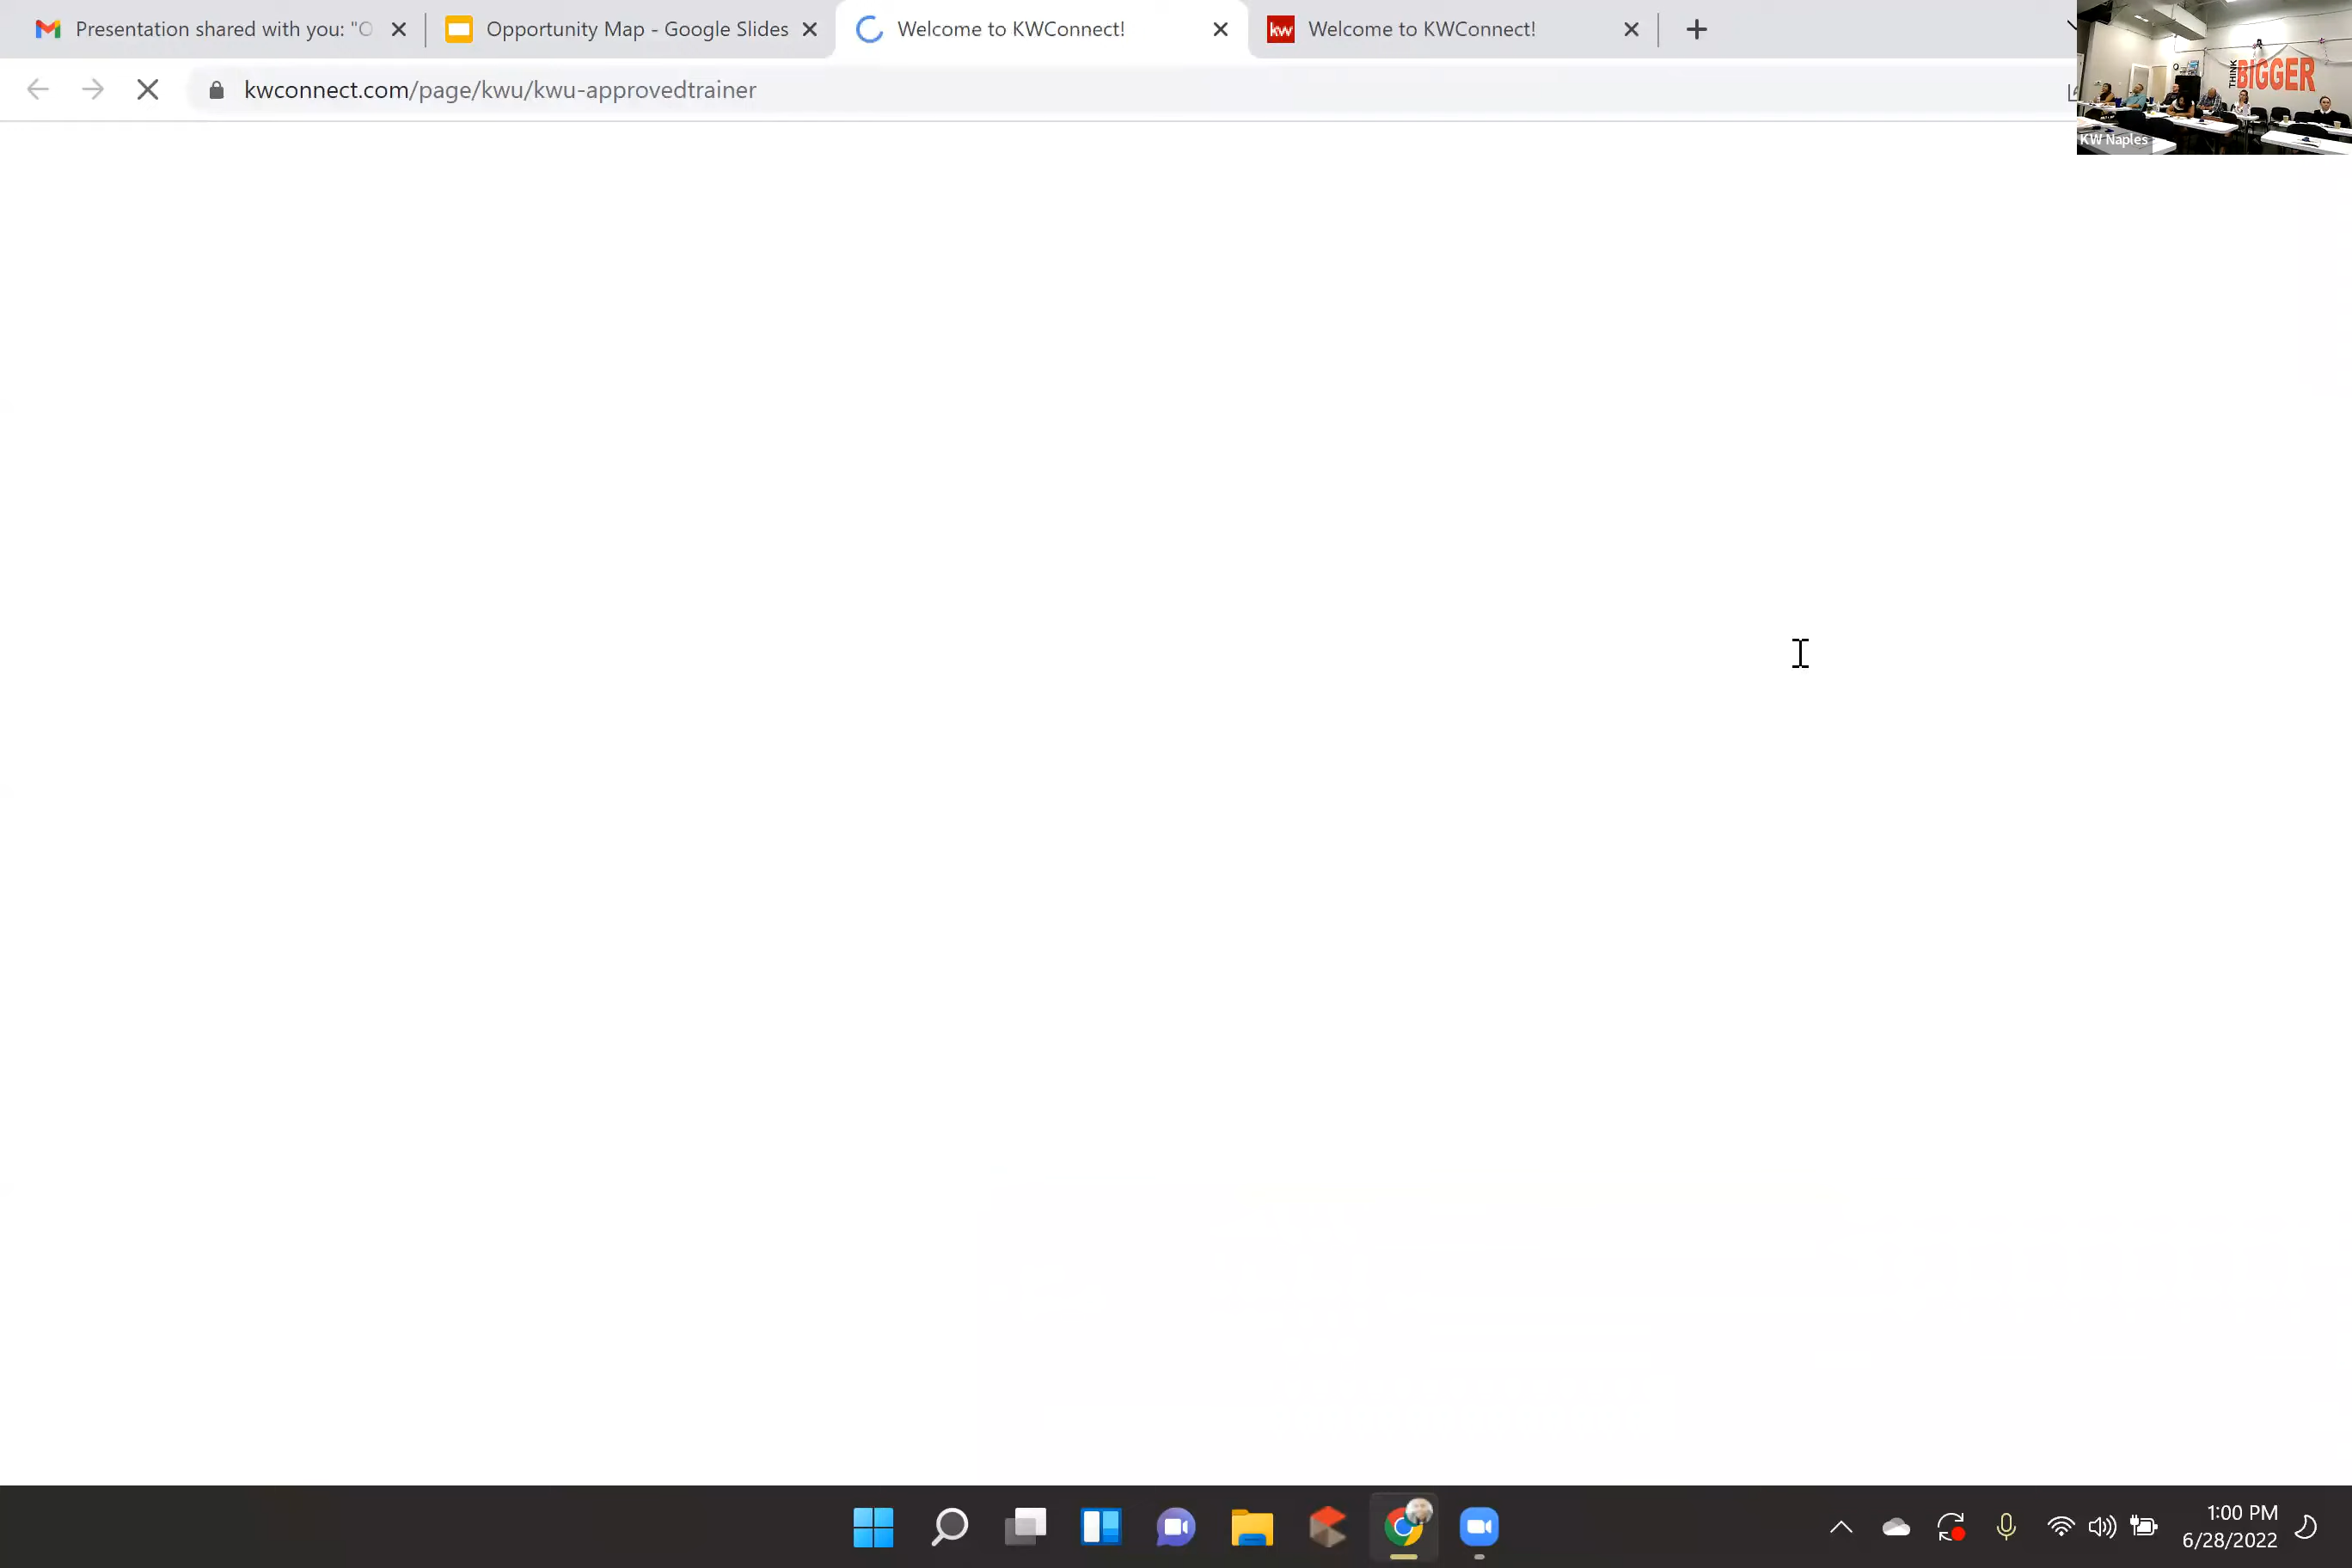 Presentation shared with you: "O
Opportunity Map - Google Slides
Welcome to KWConnect!
kw
Welcome to KWConnect!
kwconnect.com/page/kwu/kwu-approvedtrainer
THINK
BIGGER
KW Naples
1:00 PM
6/28/2022